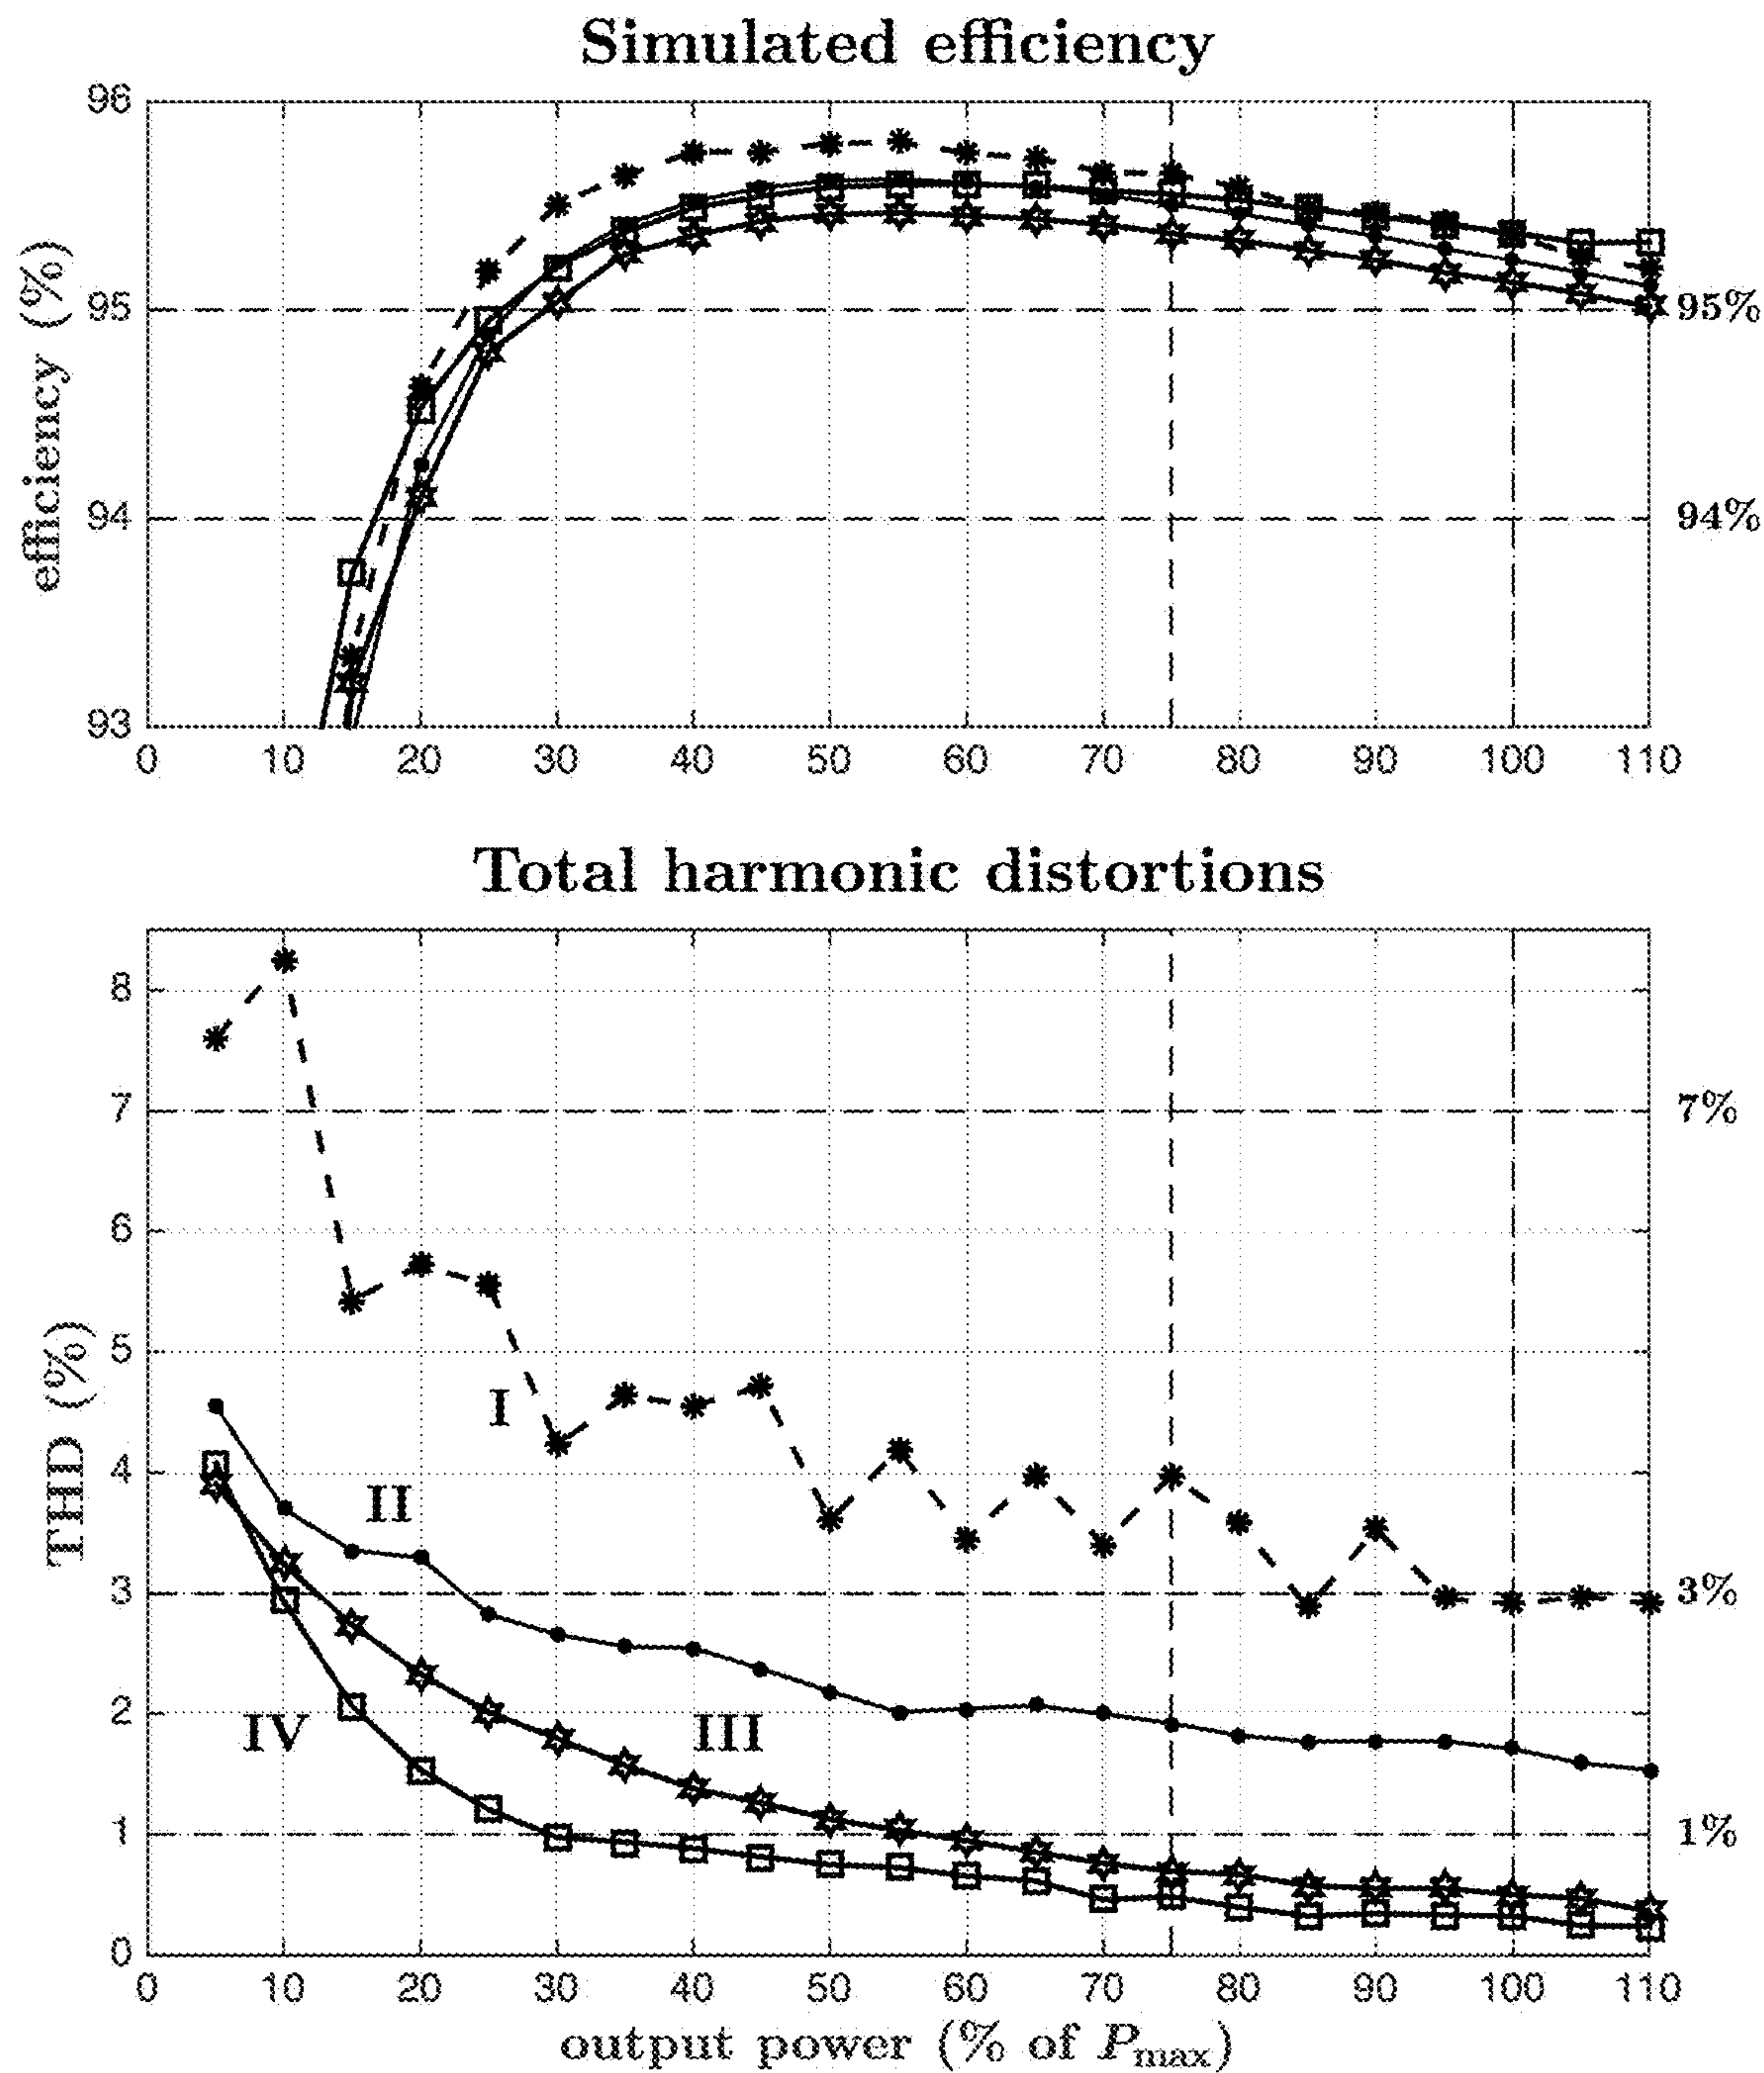 Simulated efficiency
efficiency (%)
96
95
94
93
95%
94%
0 10 20 30 40 50 60 70 80 90 100 110
Total harmonic distortions
THD (%)
8
7
6
5
4
3
2
1
0
7%
3%
1%
I
II
III
IV
0 10 20 30 40 50 60 70 80 90 100 110
output power (% of Pmax)